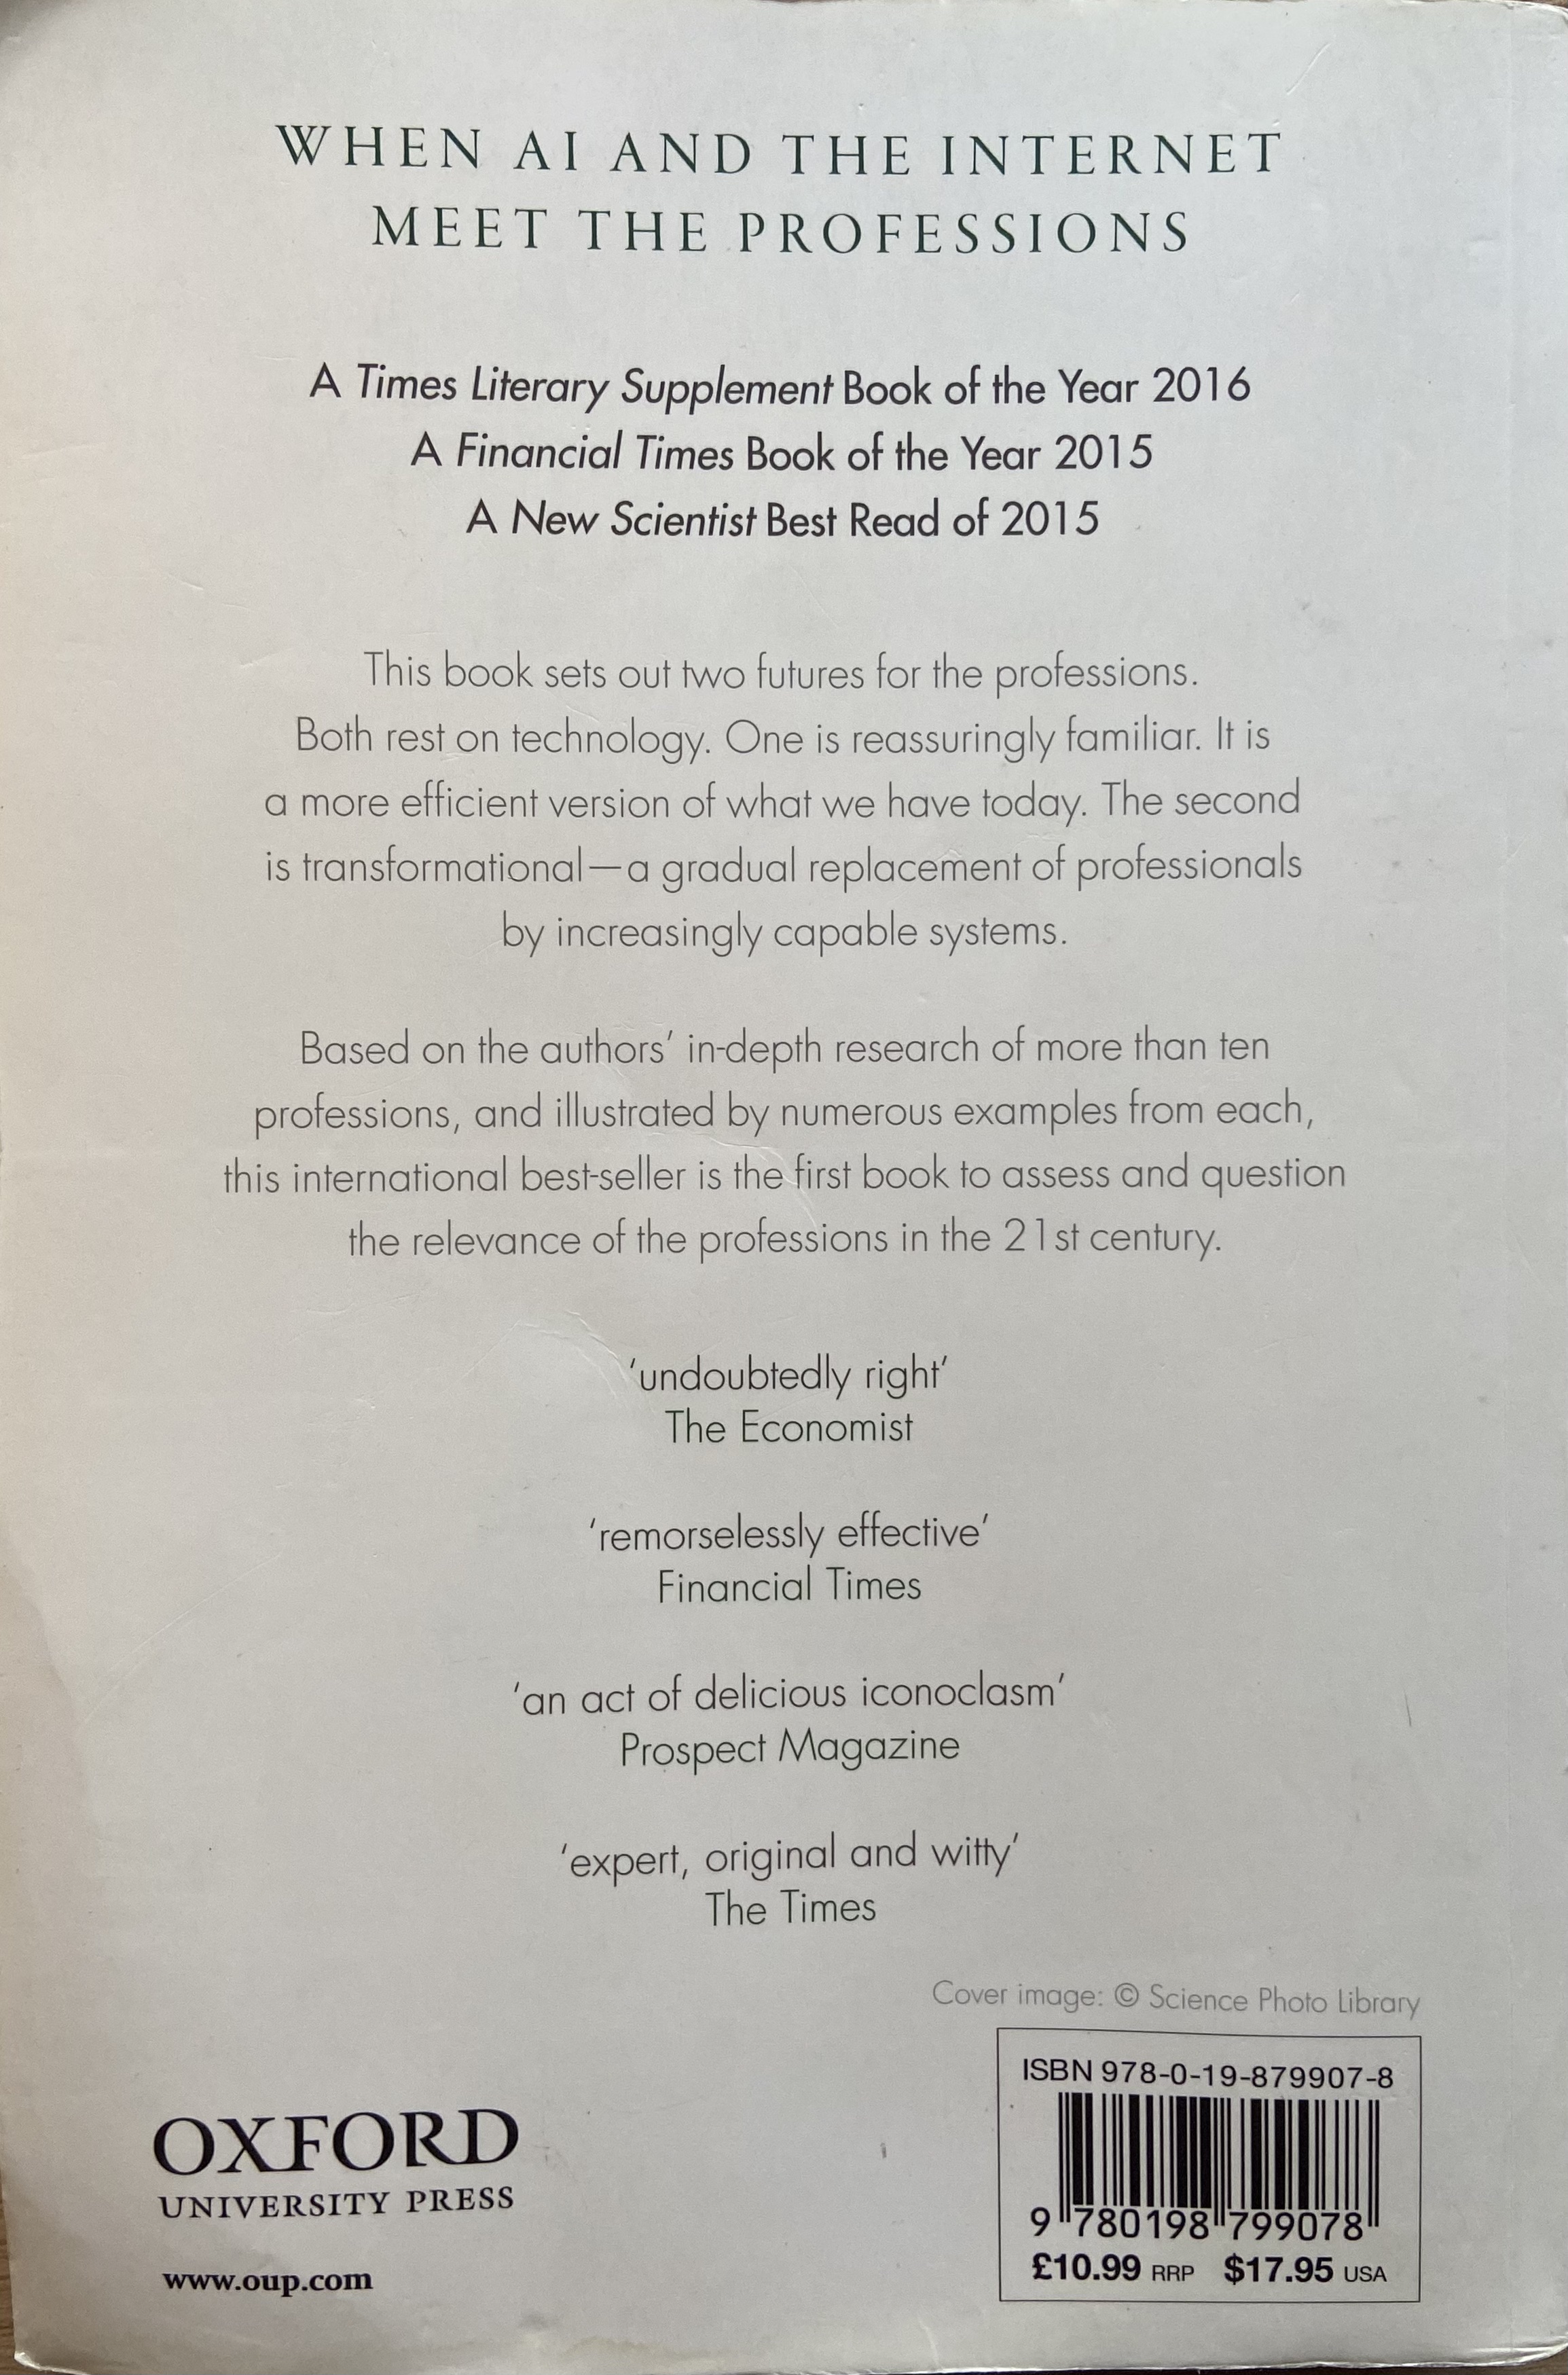 WHEN AI AND THE INTERNET
MEET THE PROFESSIONS
A Times Literary Supplement Book of the Year 2016
A Financial Times Book of the Year 2015
A New Scientist Best Read of 2015
This book sets out two futures for the professions.
Both rest on technology. One is reassuringly familiar. It is
a more efficient version of what we have today. The second
is transformational—a gradual replacement of professionals
by increasingly capable systems.
Based on the authors’ in-depth research of more than ten
professions, and illustrated by numerous examples from each,
this international best-seller is the first book to assess and question
the relevance of the professions in the 21st century.
‘undoubtedly right’
The Economist
‘remorselessly effective’
Financial Times
‘an act of delicious iconoclasm’
Prospect Magazine
‘expert, original and witty’
The Times
Cover image: © Science Photo Library
ISBN 978-0-19-879907-8
9 780198 799078
£10.99 RRP $17.95 USA
OXFORD
UNIVERSITY PRESS
www.oup.com